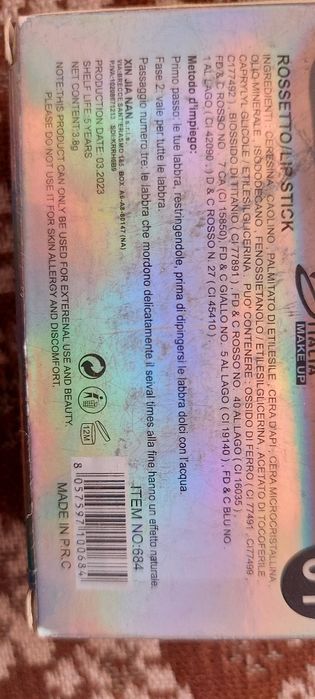 ITALIA
MAKE UP
01
ROSSETTO/LIP STICK
INGREDIENTI : CERESINA , CAOLINO , PALMITATO DI ETILESILE , CERA D'API , CERA MICROCRISTALLINA ,
OLIO MINERALE , ISODODECANO , FENOSSIETANOLO / ETILESILGLICERINA , ACETATO DI TOCOFERILE ,
CAPRYLYL GLICOLE / ETILESILGLICERINA . PUO' CONTENERE : OSSIDO DI FERRO ( CI 77491 , CI 77499 ,
CI77492 ) , BIOSSIDO DI TITANIO ( CI77891 ) , FD & C ROSSO NO . 40 AL LAGO ( CI 16035 ) ,
FD & C ROSSO NO . 7 CA ( CI 15850) FD & C GIALLO NO . 5 AL LAGO ( CI 19140 ) , FD & C BLU NO .
1 AL LAGO ( CI 42090 ) , D & C ROSSO N. 27 ( CI 45410 ) .
Metodo d'impiego:
Primo passo: le tue labbra, restringendole, prima di dipingersi le labbra dolci con l'acqua.
Fase 2: vale per tutte le labbra.
Passaggio numero tre: le labbra che mordono delicatamente il seival times alla fine hanno un effetto naturale.
XIN JIA NAN s.r.l.s
PRODUCTION DATE: 03.2023
SHELF LIFE: 5 YEARS
NET CONTENT:3.8g
NOTE:THIS PRODUCT CAN ONLY BE USED FOR EXTERENAL USE AND BEAUTY.
PLEASE DO NOT USE IT FOR SKIN ALLERGY AND DISCOMFORT.
12M
ITEM NO:684
8 057597 100684
MADE IN P.R.C